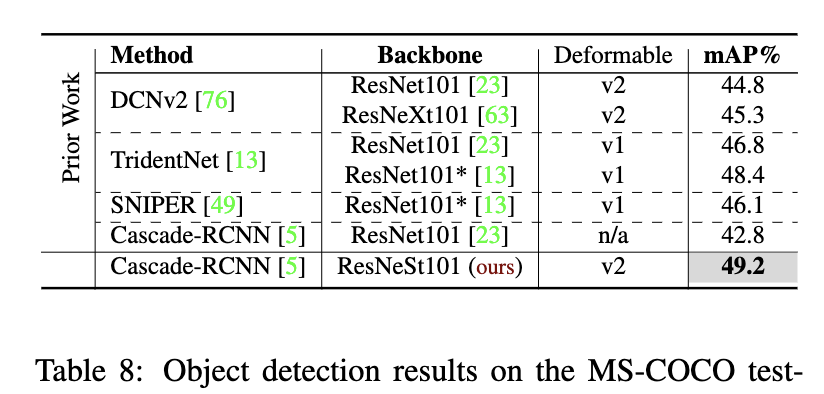 Method Backbone Deformable mAP%
Prior Work
DCNv2 [76] ResNet101 [23] v2 44.8
ResNeXt101 [63] v2 45.3
TridentNet [13] ResNet101 [23] v1 46.8
ResNet101* [13] v1 48.4
SNIPER [49] ResNet101* [13] v1 46.1
Cascade-RCNN [5] ResNet101 [23] n/a 42.8
Cascade-RCNN [5] ResNeSt101 (ours) v2 49.2
Table 8: Object detection results on the MS-COCO test-